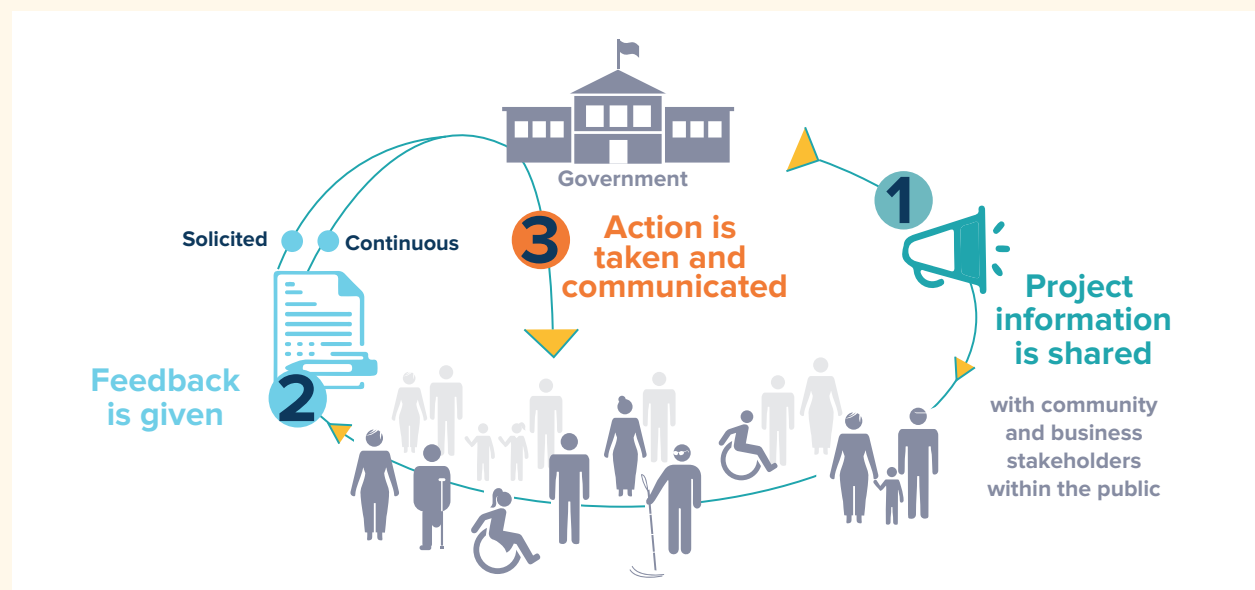 Government
1
Project
information
is shared
with community
and business
stakeholders
within the public
2
Feedback
is given
Solicited
Continuous
3
Action is
taken and
communicated